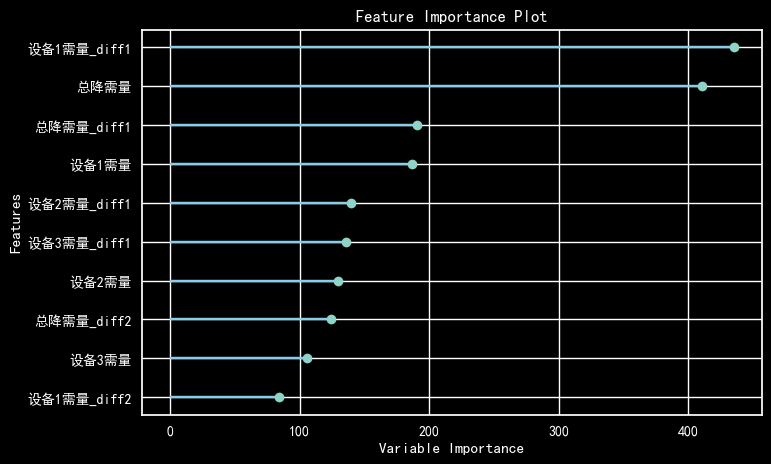 Feature Importance Plot
设备1需量_diff1
总降需量
总降需量_diff1
设备1需量
设备2需量_diff1
设备3需量_diff1
设备2需量
总降需量_diff2
设备3需量
设备1需量_diff2
Features
0 100 200 300 400
Variable Importance